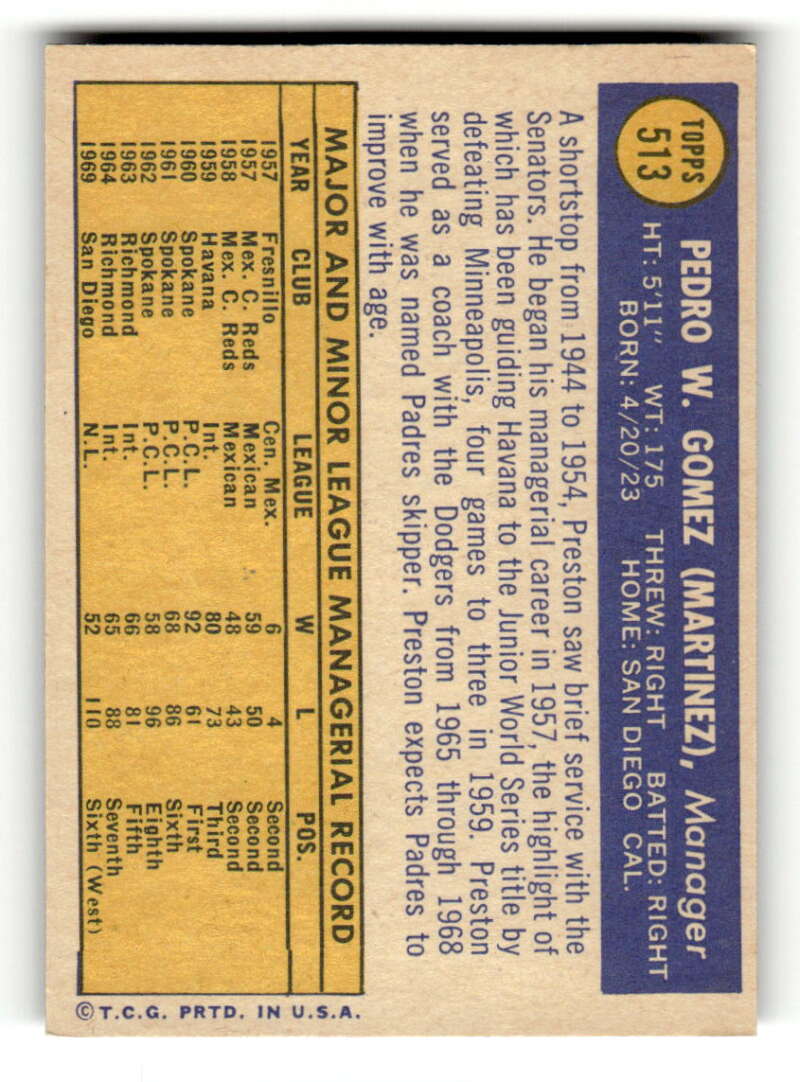 TOPPS
513
PEDRO W. GOMEZ (MARTINEZ), Manager
HT: 5'11" WT: 175 THREW: RIGHT BATTED: RIGHT
BORN: 4/20/23 HOME: SAN DIEGO CAL.
A shortstop from 1944 to 1954, Preston saw brief service with the
Senators. He began his managerial career in 1957, the highlight of
which has been guiding Havana to the Junior World Series title by
defeating Minneapolis, four games to three in 1959. Preston
served as a coach with the Dodgers from 1965 through 1968
when he was named Padres skipper. Preston expects Padres to
improve with age.
MAJOR AND MINOR LEAGUE MANAGERIAL RECORD
YEAR CLUB LEAGUE W L POS.
1957 Fresnillo Cen. Mex. 6 4 Second
1957 Mex. C. Reds Mexican 59 50 Second
1958 Mex. C. Reds Mexican 48 43 Second
1959 Havana Int. 80 73 Third
1960 Spokane P.C.L. 92 61 First
1961 Spokane P.C.L. 68 86 Sixth
1962 Spokane P.C.L. 58 96 Eighth
1963 Richmond Int. 66 81 Fifth
1964 Richmond Int. 65 88 Seventh
1969 San Diego N.L. 52 110 Sixth (West)
© T.C.G. PRTD. IN U.S.A.